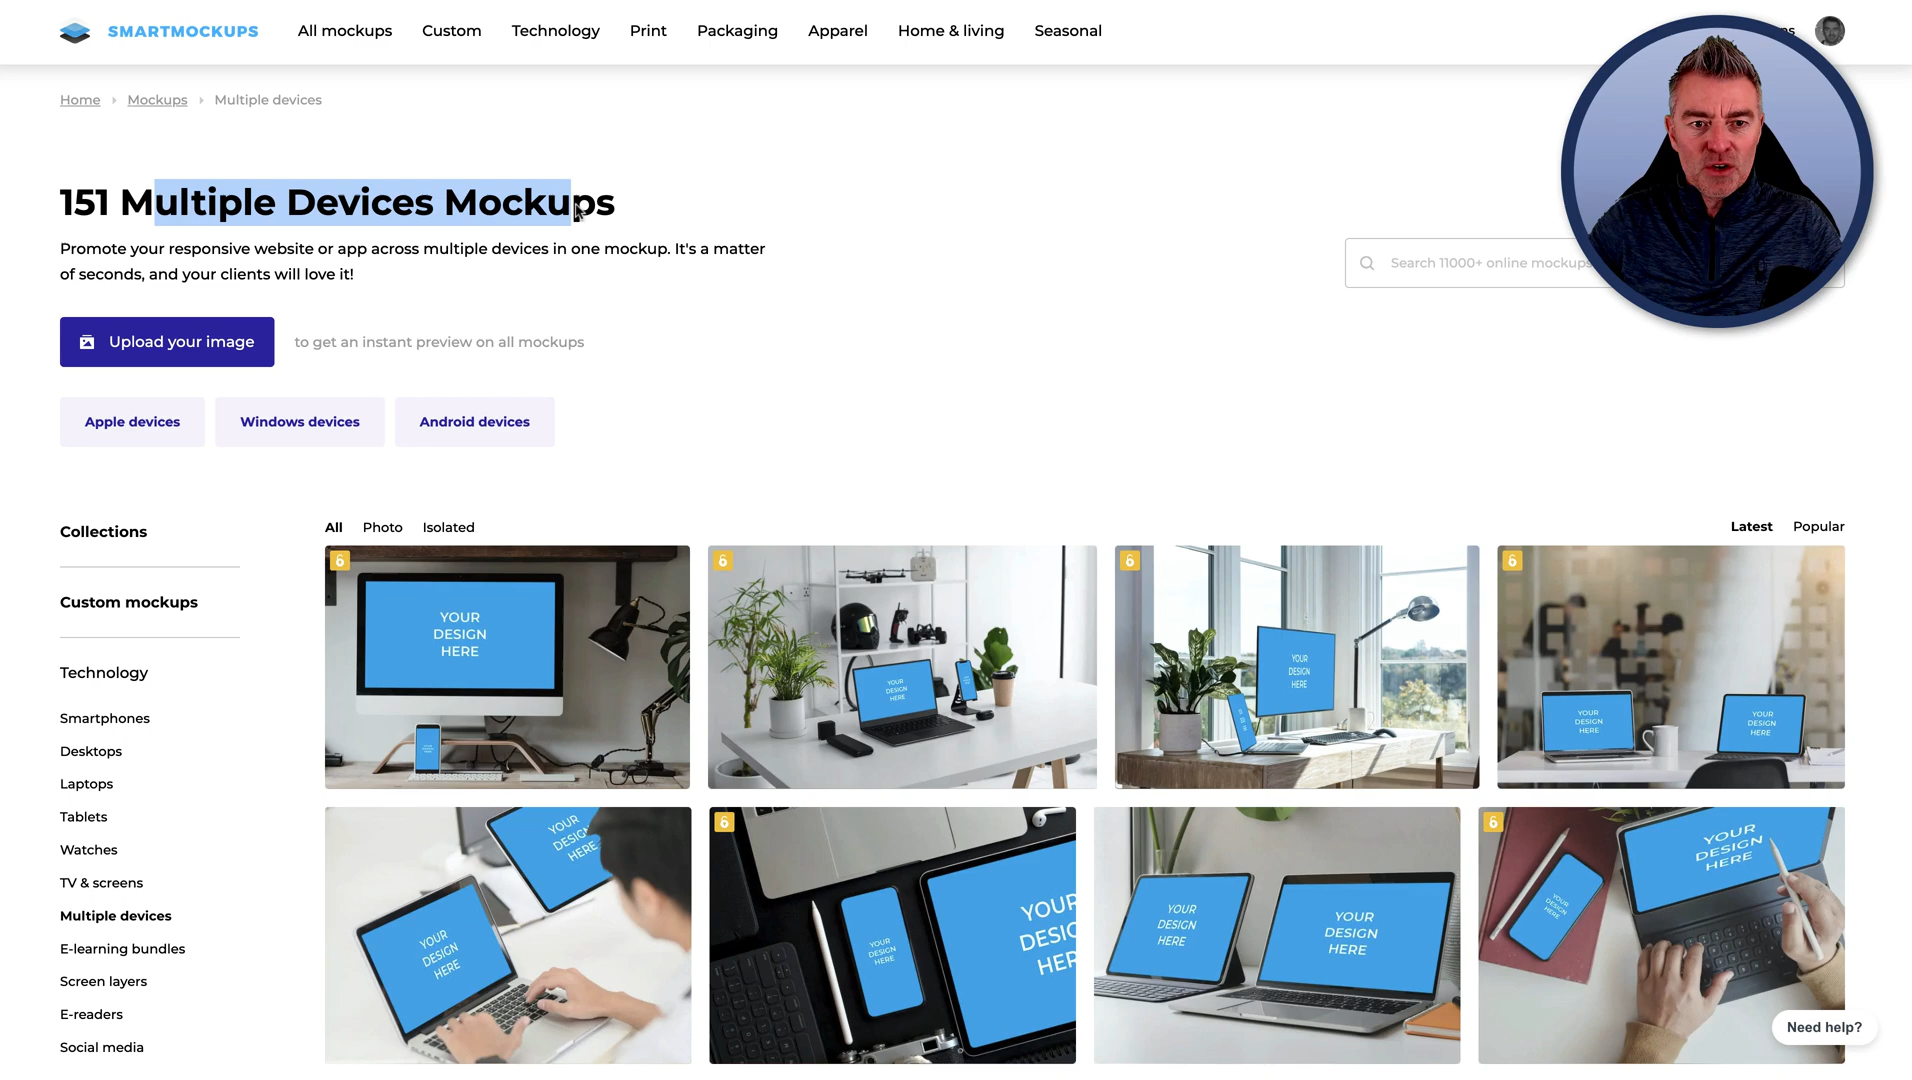 SMARTMOCKUPS
All mockups
Custom
Technology
Print
Packaging
Apparel
Home & living
Seasonal
Home
Mockups
Multiple devices
151 Multiple Devices Mockups
Promote your responsive website or app across multiple devices in one mockup. It's a matter
of seconds, and your clients will love it!
Search 11000+ online mockups
Upload your image
to get an instant preview on all mockups
Apple devices
Windows devices
Android devices
Collections
Custom mockups
Technology
Smartphones
Desktops
Laptops
Tablets
Watches
TV & screens
Multiple devices
E-learning bundles
Screen layers
E-readers
Social media
All
Photo
Isolated
Latest
Popular
YOUR
DESIGN
HERE
YOUR
DESIGN
HERE
YOUR
DESIGN
HERE
YOUR
DESIGN
HERE
YOUR
DESIGN
HERE
YOUR
DESIGN
HERE
YOUR
DESIGN
HERE
YOUR
DESIGN
HERE
YOUR
DESIGN
HERE
YOUR
DESIGN
HERE
YOUR
DESIGN
HERE
YOUR
DESIGN
HERE
Need help?